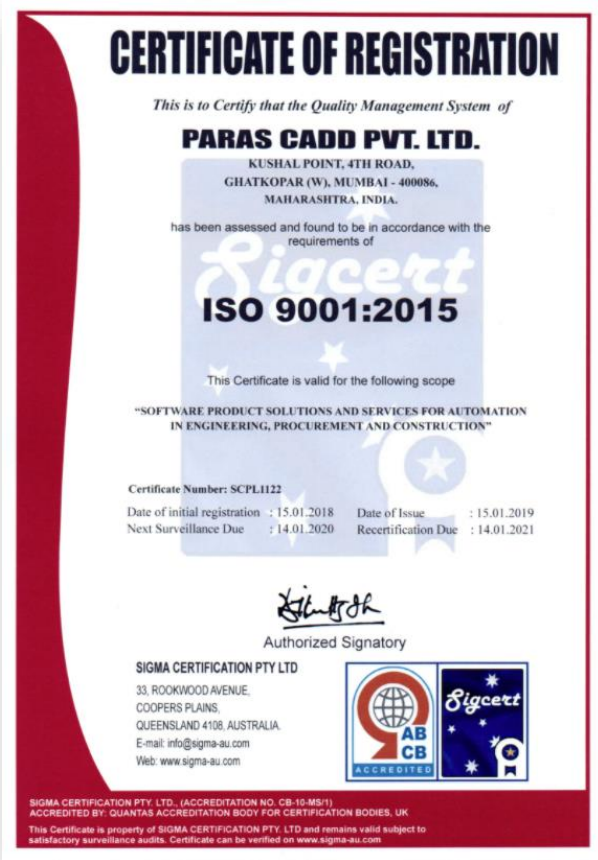 CERTIFICATE OF REGISTRATION
This is to Certify that the Quality Management System of
PARAS CADD PVT. LTD.
KUSHAL POINT, 4TH ROAD,
GHATKOPAR (W), MUMBAI - 400086,
MAHARASHTRA, INDIA.
has been assessed and found to be in accordance with the
requirements of
Sigcert
ISO 9001:2015
This Certificate is valid for the following scope
“SOFTWARE PRODUCT SOLUTIONS AND SERVICES FOR AUTOMATION
IN ENGINEERING, PROCUREMENT AND CONSTRUCTION”
Certificate Number: SCPL1122
Date of initial registration : 15.01.2018 Date of Issue : 15.01.2019
Next Surveillance Due : 14.01.2020 Recertification Due : 14.01.2021
Authorized Signatory
SIGMA CERTIFICATION PTY LTD
33, ROOKWOOD AVENUE,
COOPERS PLAINS,
QUEENSLAND 4108, AUSTRALIA.
E-mail: info@sigma-au.com
Web: www.sigma-au.com
AB
CB
ACCREDITED
Sigcert
SIGMA CERTIFICATION PTY. LTD., (ACCREDITATION NO. CB-10-MS/1)
ACCREDITED BY: QUANTAS ACCREDITATION BODY FOR CERTIFICATION BODIES, UK
This Certificate is property of SIGMA CERTIFICATION PTY. LTD and remains valid subject to
satisfactory surveillance audits. Certificate can be verified on www.sigma-au.com